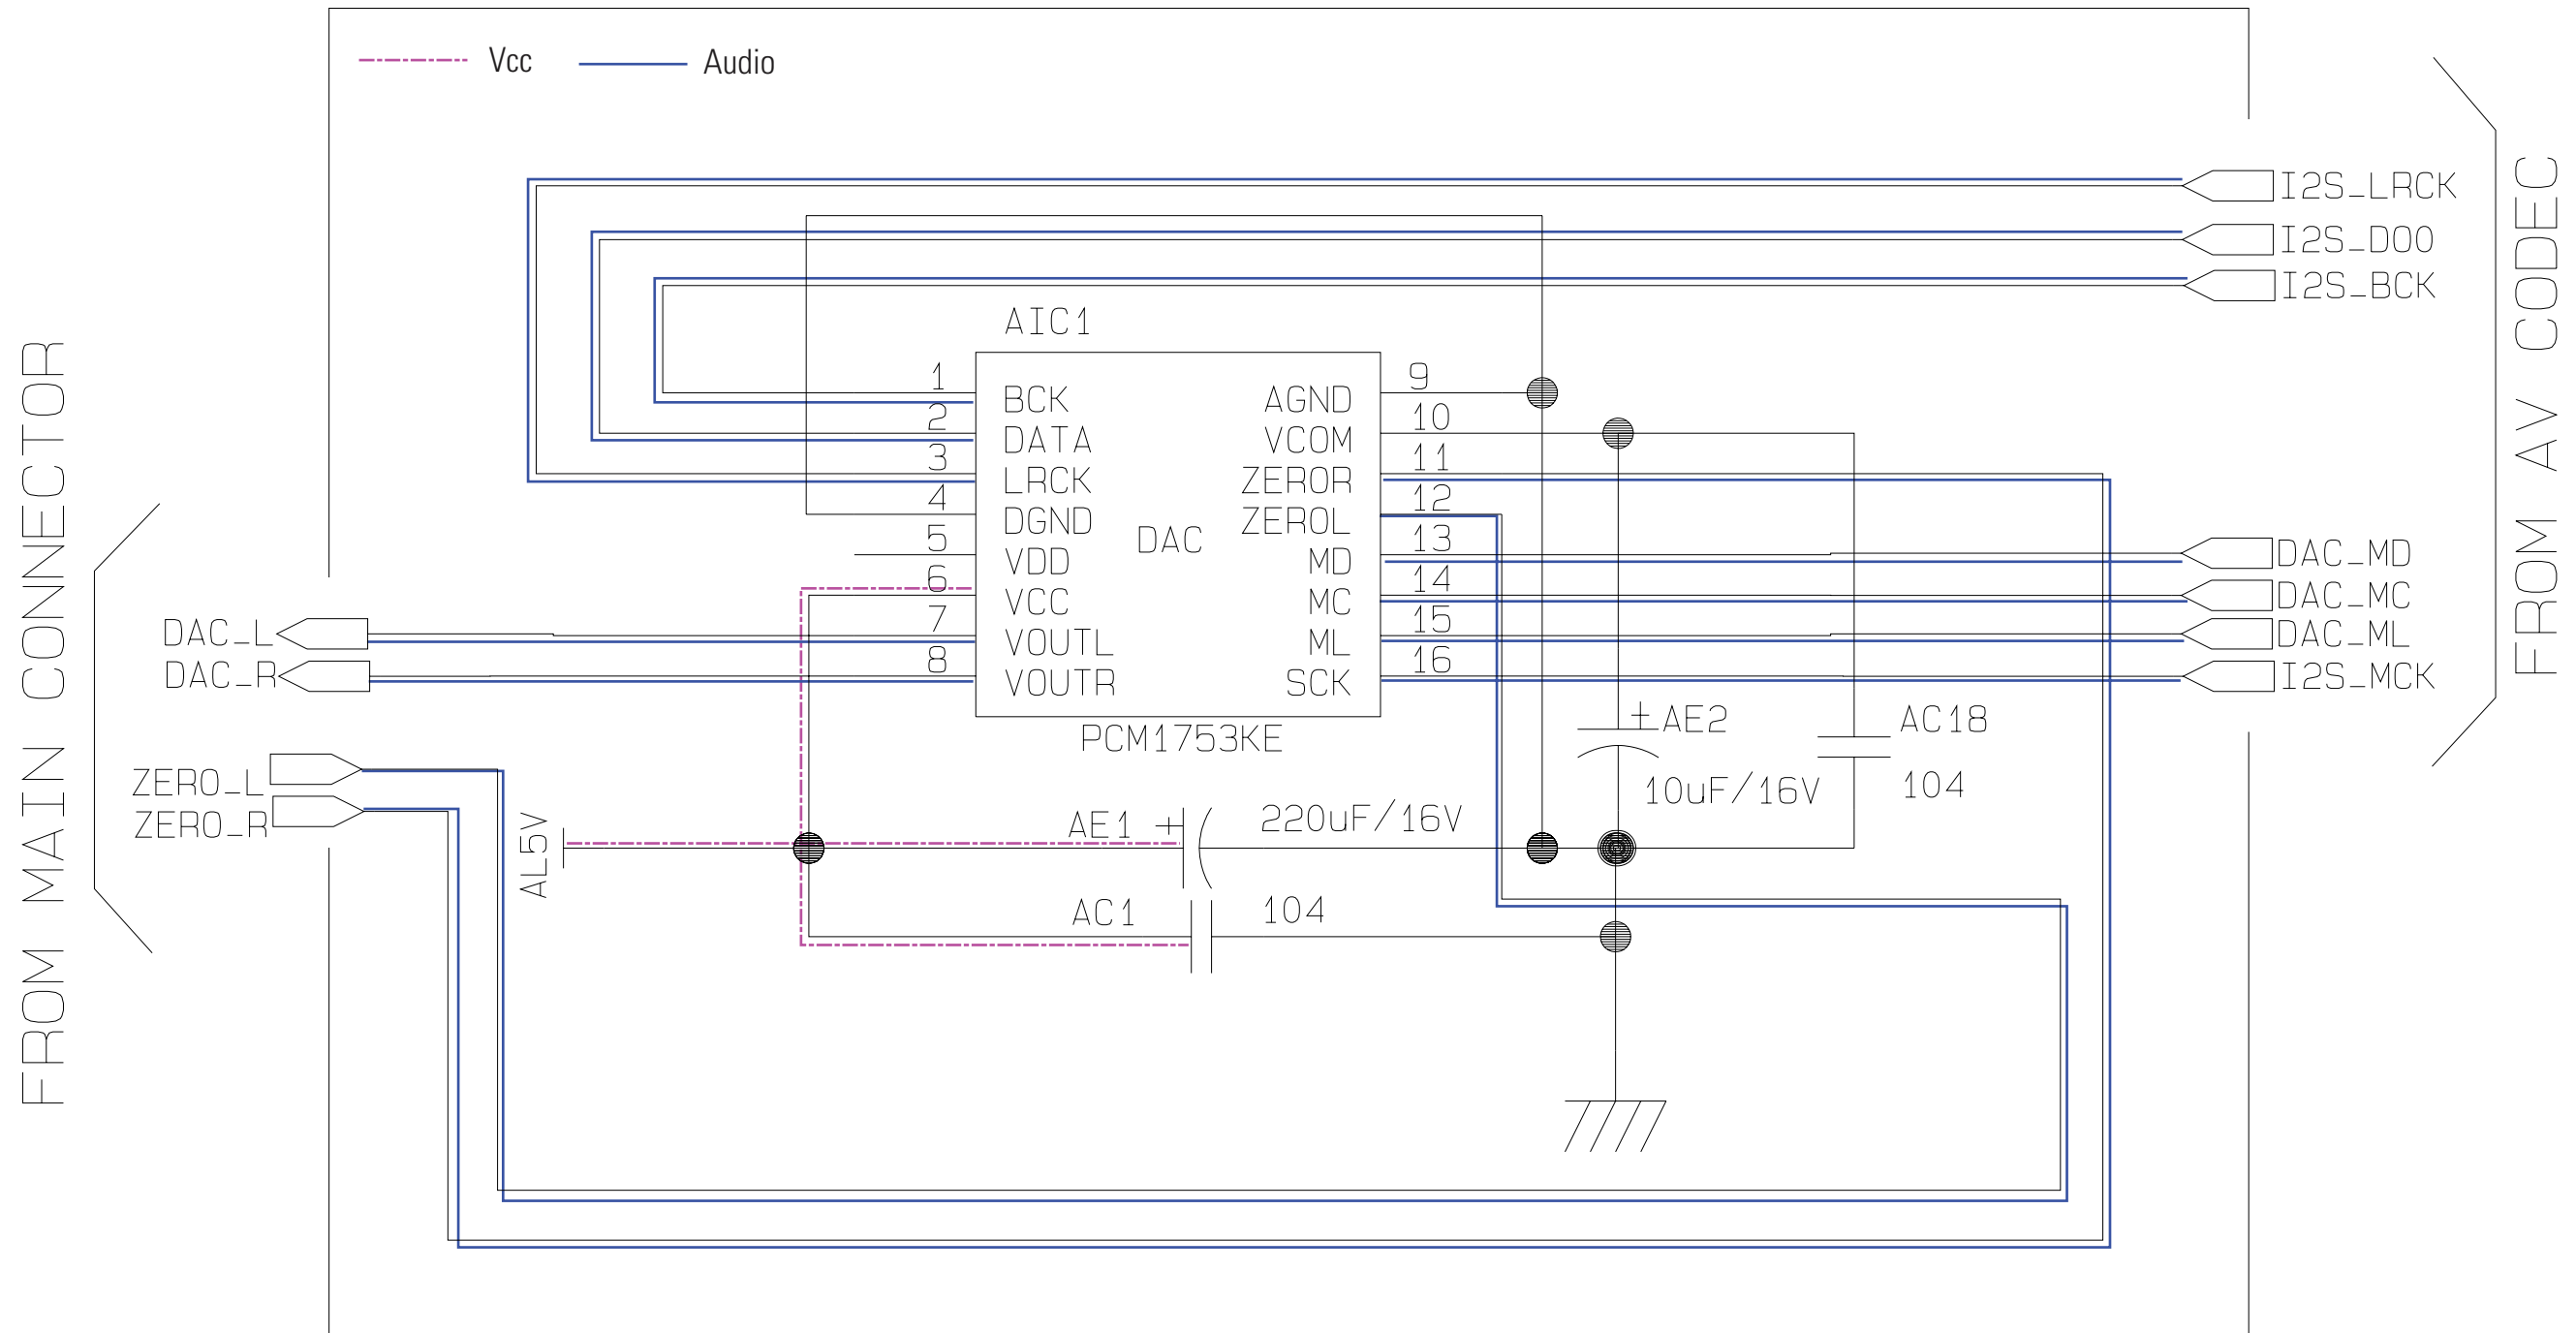 Vcc
Audio
FROM MAIN CONNECTOR
FROM AV CODEC
I2S_LRCK
I2S_DO0
I2S_BCK
AIC1
1
BCK
2
DATA
3
LRCK
4
DGND
5
VDD
6
VCC
7
VOUTL
8
VOUTR
DAC
9
AGND
10
VCOM
11
ZEROR
12
ZEROL
13
MD
14
MC
15
ML
16
SCK
PCM1753KE
DAC_MD
DAC_MC
DAC_ML
I2S_MCK
DAC_L
DAC_R
ZERO_L
ZERO_R
AL5V
AE1 +
220uF/16V
AC1
104
+ AE2
10uF/16V
AC18
104